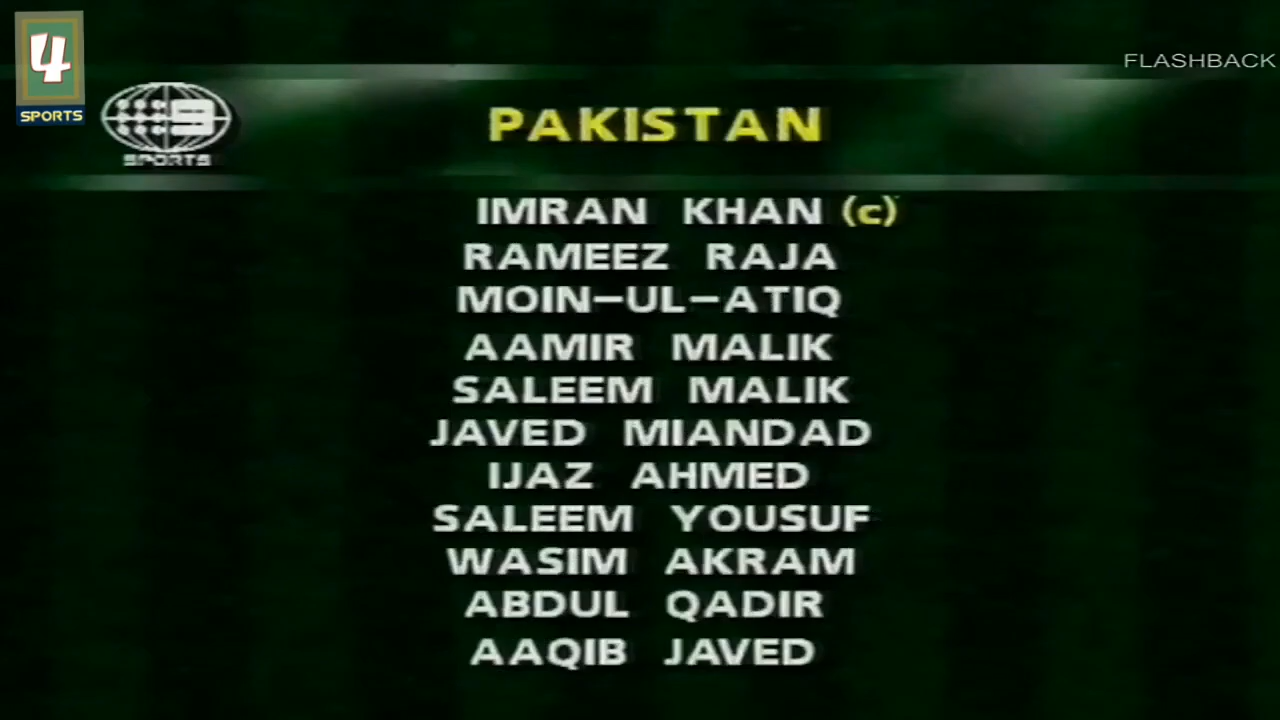 4
SPORTS
FLASHBACK
9
SPORTS
PAKISTAN
IMRAN KHAN (c)
RAMEEZ RAJA
MOIN-UL-ATIQ
AAMIR MALIK
SALEEM MALIK
JAVED MIANDAD
IJAZ AHMED
SALEEM YOUSUF
WASIM AKRAM
ABDUL QADIR
AAQIB JAVED